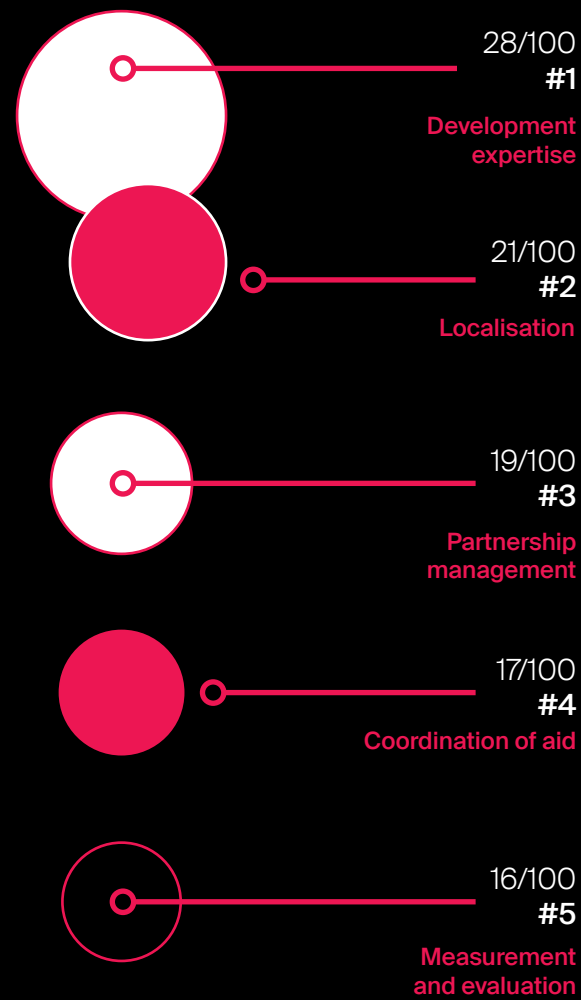 28/100
#1
Development
expertise
21/100
#2
Localisation
19/100
#3
Partnership
management
17/100
#4
Coordination of aid
16/100
#5
Measurement
and evaluation